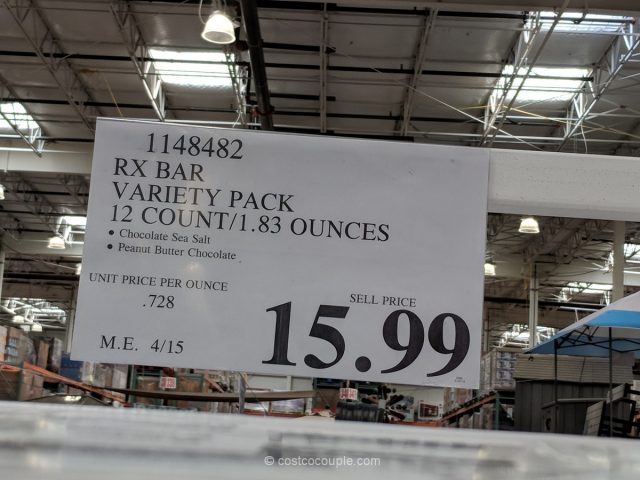 1148482
RX BAR
VARIETY PACK
12 COUNT/1.83 OUNCES
• Chocolate Sea Salt
• Peanut Butter Chocolate
UNIT PRICE PER OUNCE
.728
SELL PRICE
15.99
M.E. 4/15
© costcocouple.com